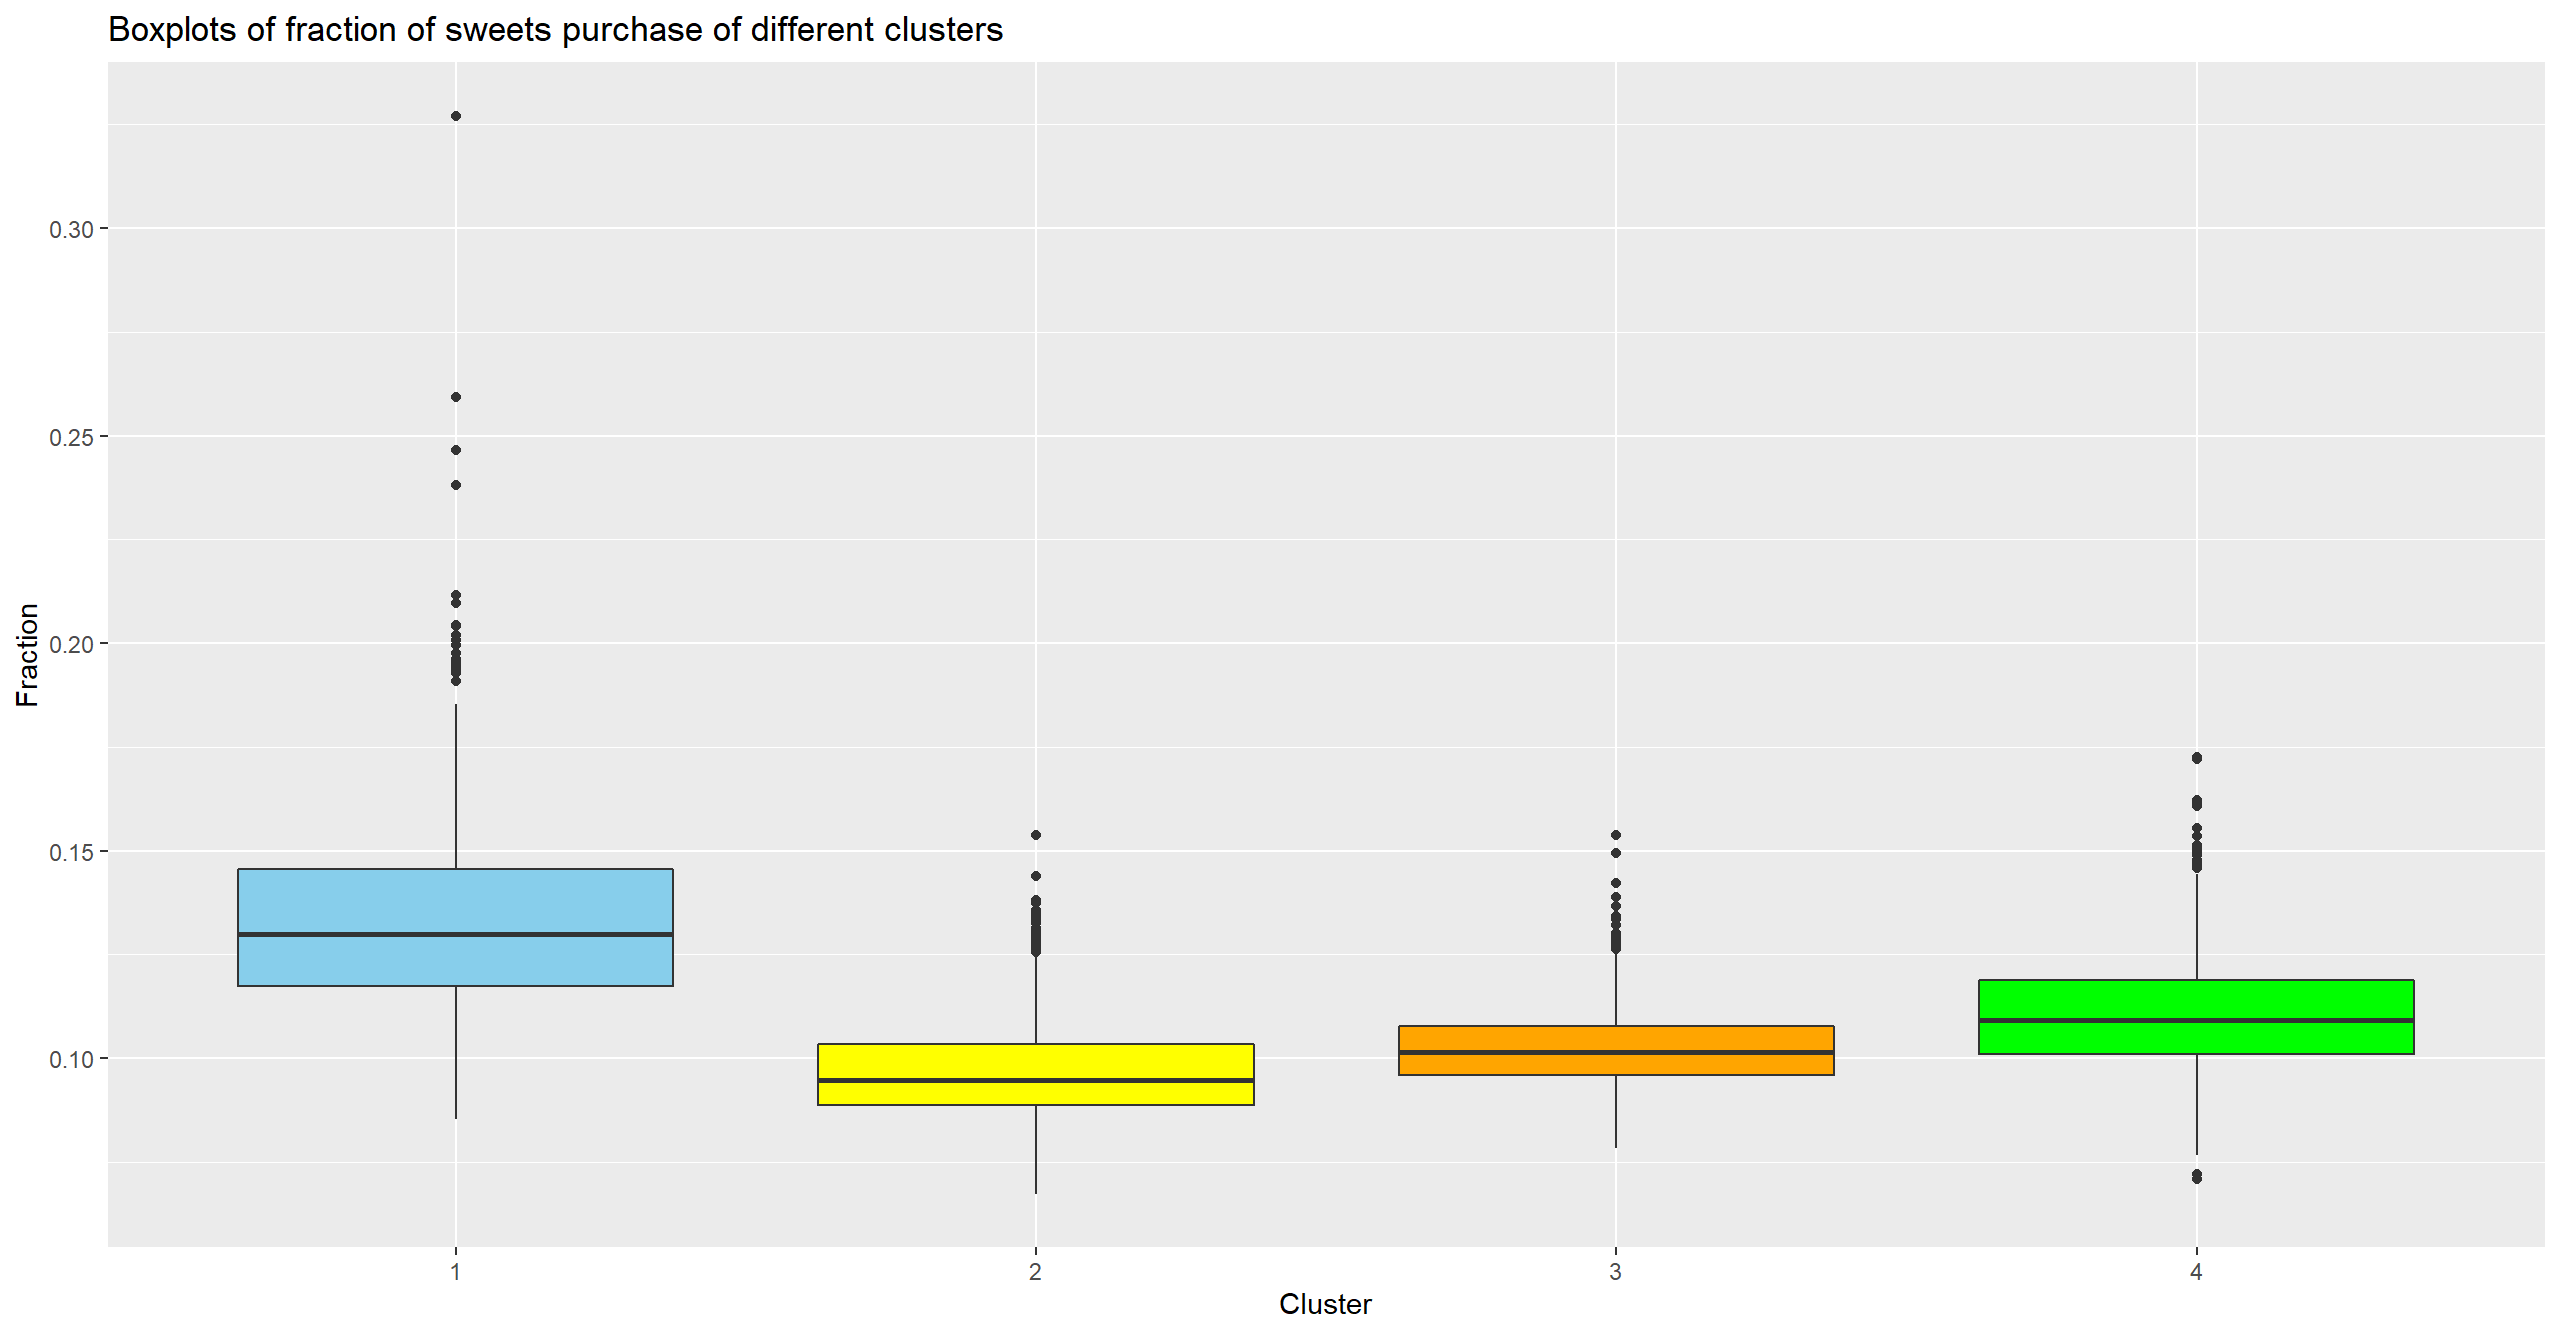 Boxplots of fraction of sweets purchase of different clusters
0.30
0.25
0.20
0.15
0.10
Fraction
1 2 3 4
Cluster